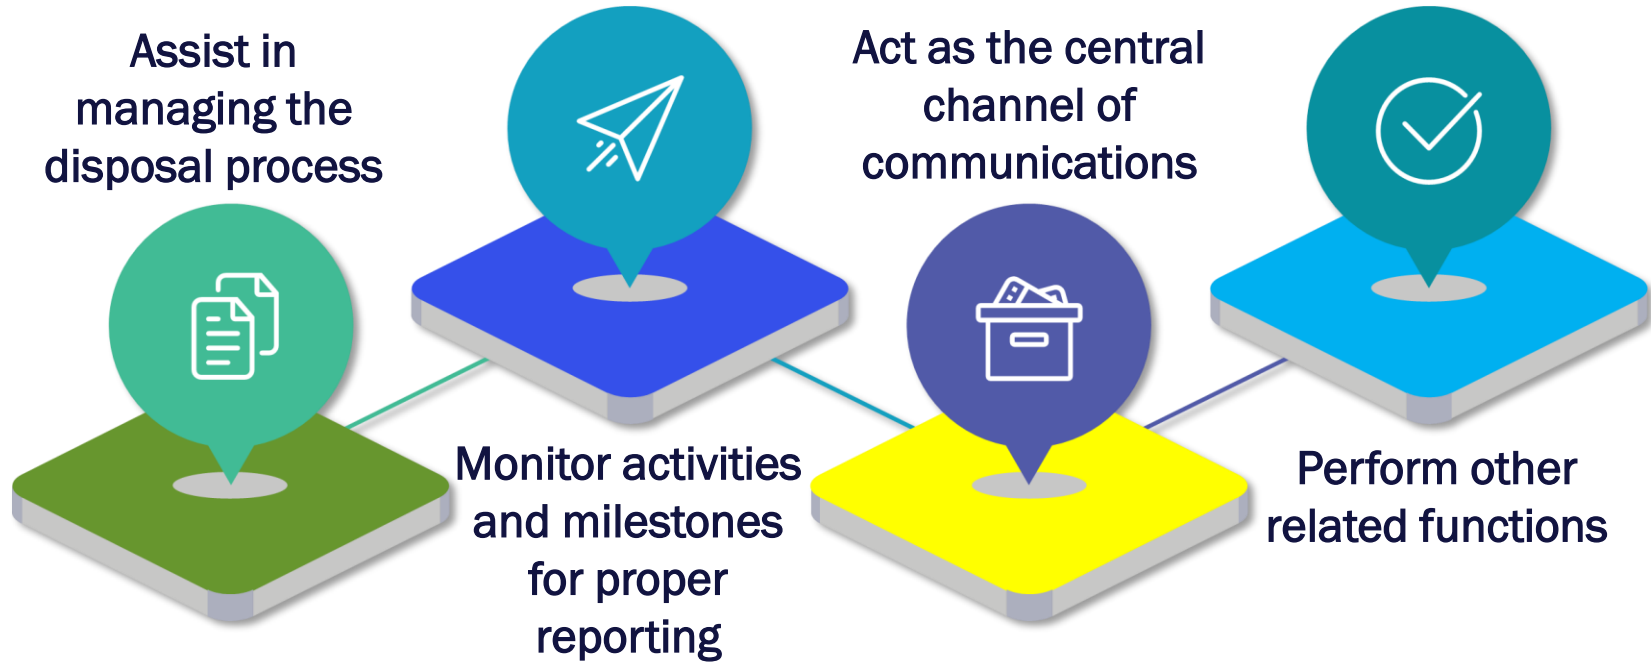 Assist in
managing the
disposal process
Monitor activities
and milestones
for proper
reporting
Act as the central
channel of
communications
Perform other
related functions